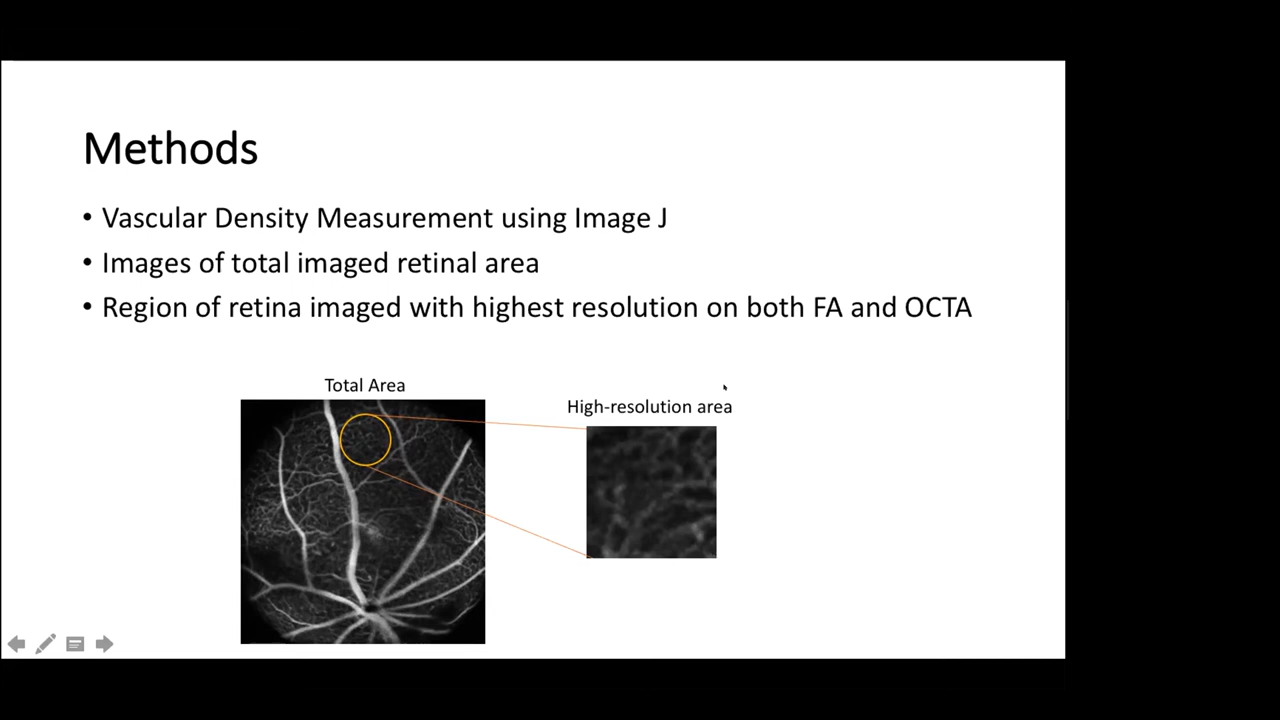 Methods
• Vascular Density Measurement using Image J
• Images of total imaged retinal area
• Region of retina imaged with highest resolution on both FA and OCTA
Total Area
High-resolution area